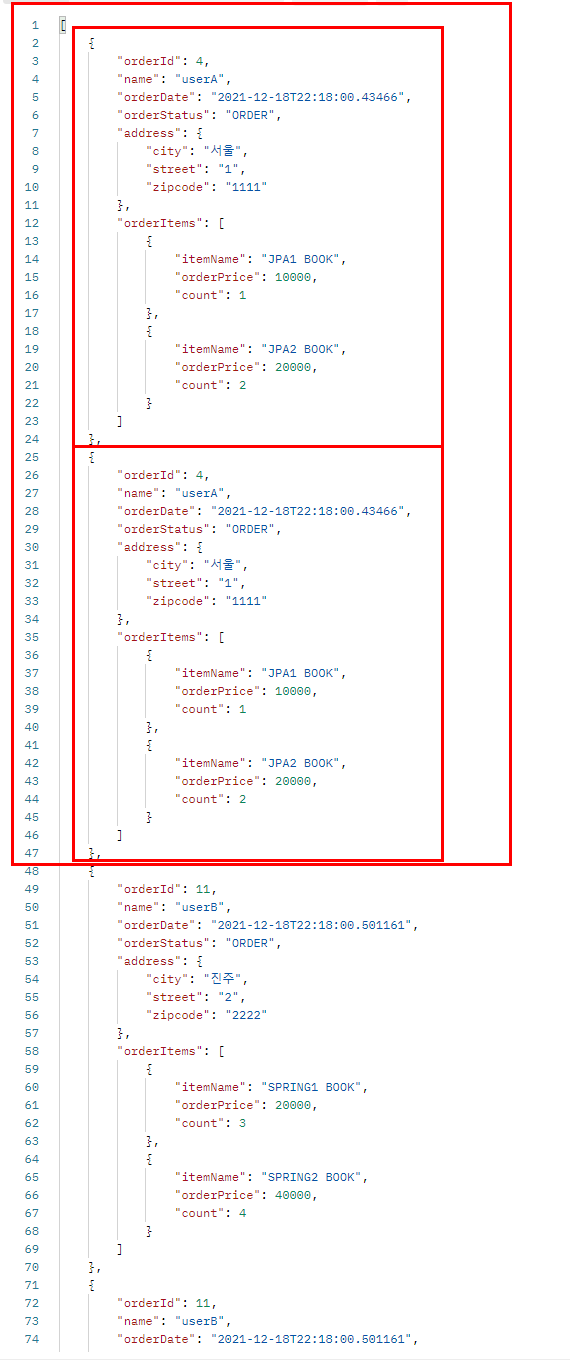 1 [
2 {
3 "orderId": 4,
4 "name": "userA",
5 "orderDate": "2021-12-18T22:18:00.43466",
6 "orderStatus": "ORDER",
7 "address": {
8 "city": "서울",
9 "street": "1",
10 "zipcode": "1111"
11 },
12 "orderItems": [
13 {
14 "itemName": "JPA1 BOOK",
15 "orderPrice": 10000,
16 "count": 1
17 },
18 {
19 "itemName": "JPA2 BOOK",
20 "orderPrice": 20000,
21 "count": 2
22 }
23 ]
24 },
25 {
26 "orderId": 4,
27 "name": "userA",
28 "orderDate": "2021-12-18T22:18:00.43466",
29 "orderStatus": "ORDER",
30 "address": {
31 "city": "서울",
32 "street": "1",
33 "zipcode": "1111"
34 },
35 "orderItems": [
36 {
37 "itemName": "JPA1 BOOK",
38 "orderPrice": 10000,
39 "count": 1
40 },
41 {
42 "itemName": "JPA2 BOOK",
43 "orderPrice": 20000,
44 "count": 2
45 }
46 ]
47 },
48 {
49 "orderId": 11,
50 "name": "userB",
51 "orderDate": "2021-12-18T22:18:00.501161",
52 "orderStatus": "ORDER",
53 "address": {
54 "city": "진주",
55 "street": "2",
56 "zipcode": "2222"
57 },
58 "orderItems": [
59 {
60 "itemName": "SPRING1 BOOK",
61 "orderPrice": 20000,
62 "count": 3
63 },
64 {
65 "itemName": "SPRING2 BOOK",
66 "orderPrice": 40000,
67 "count": 4
68 }
69 ]
70 },
71 {
72 "orderId": 11,
73 "name": "userB",
74 "orderDate": "2021-12-18T22:18:00.501161",